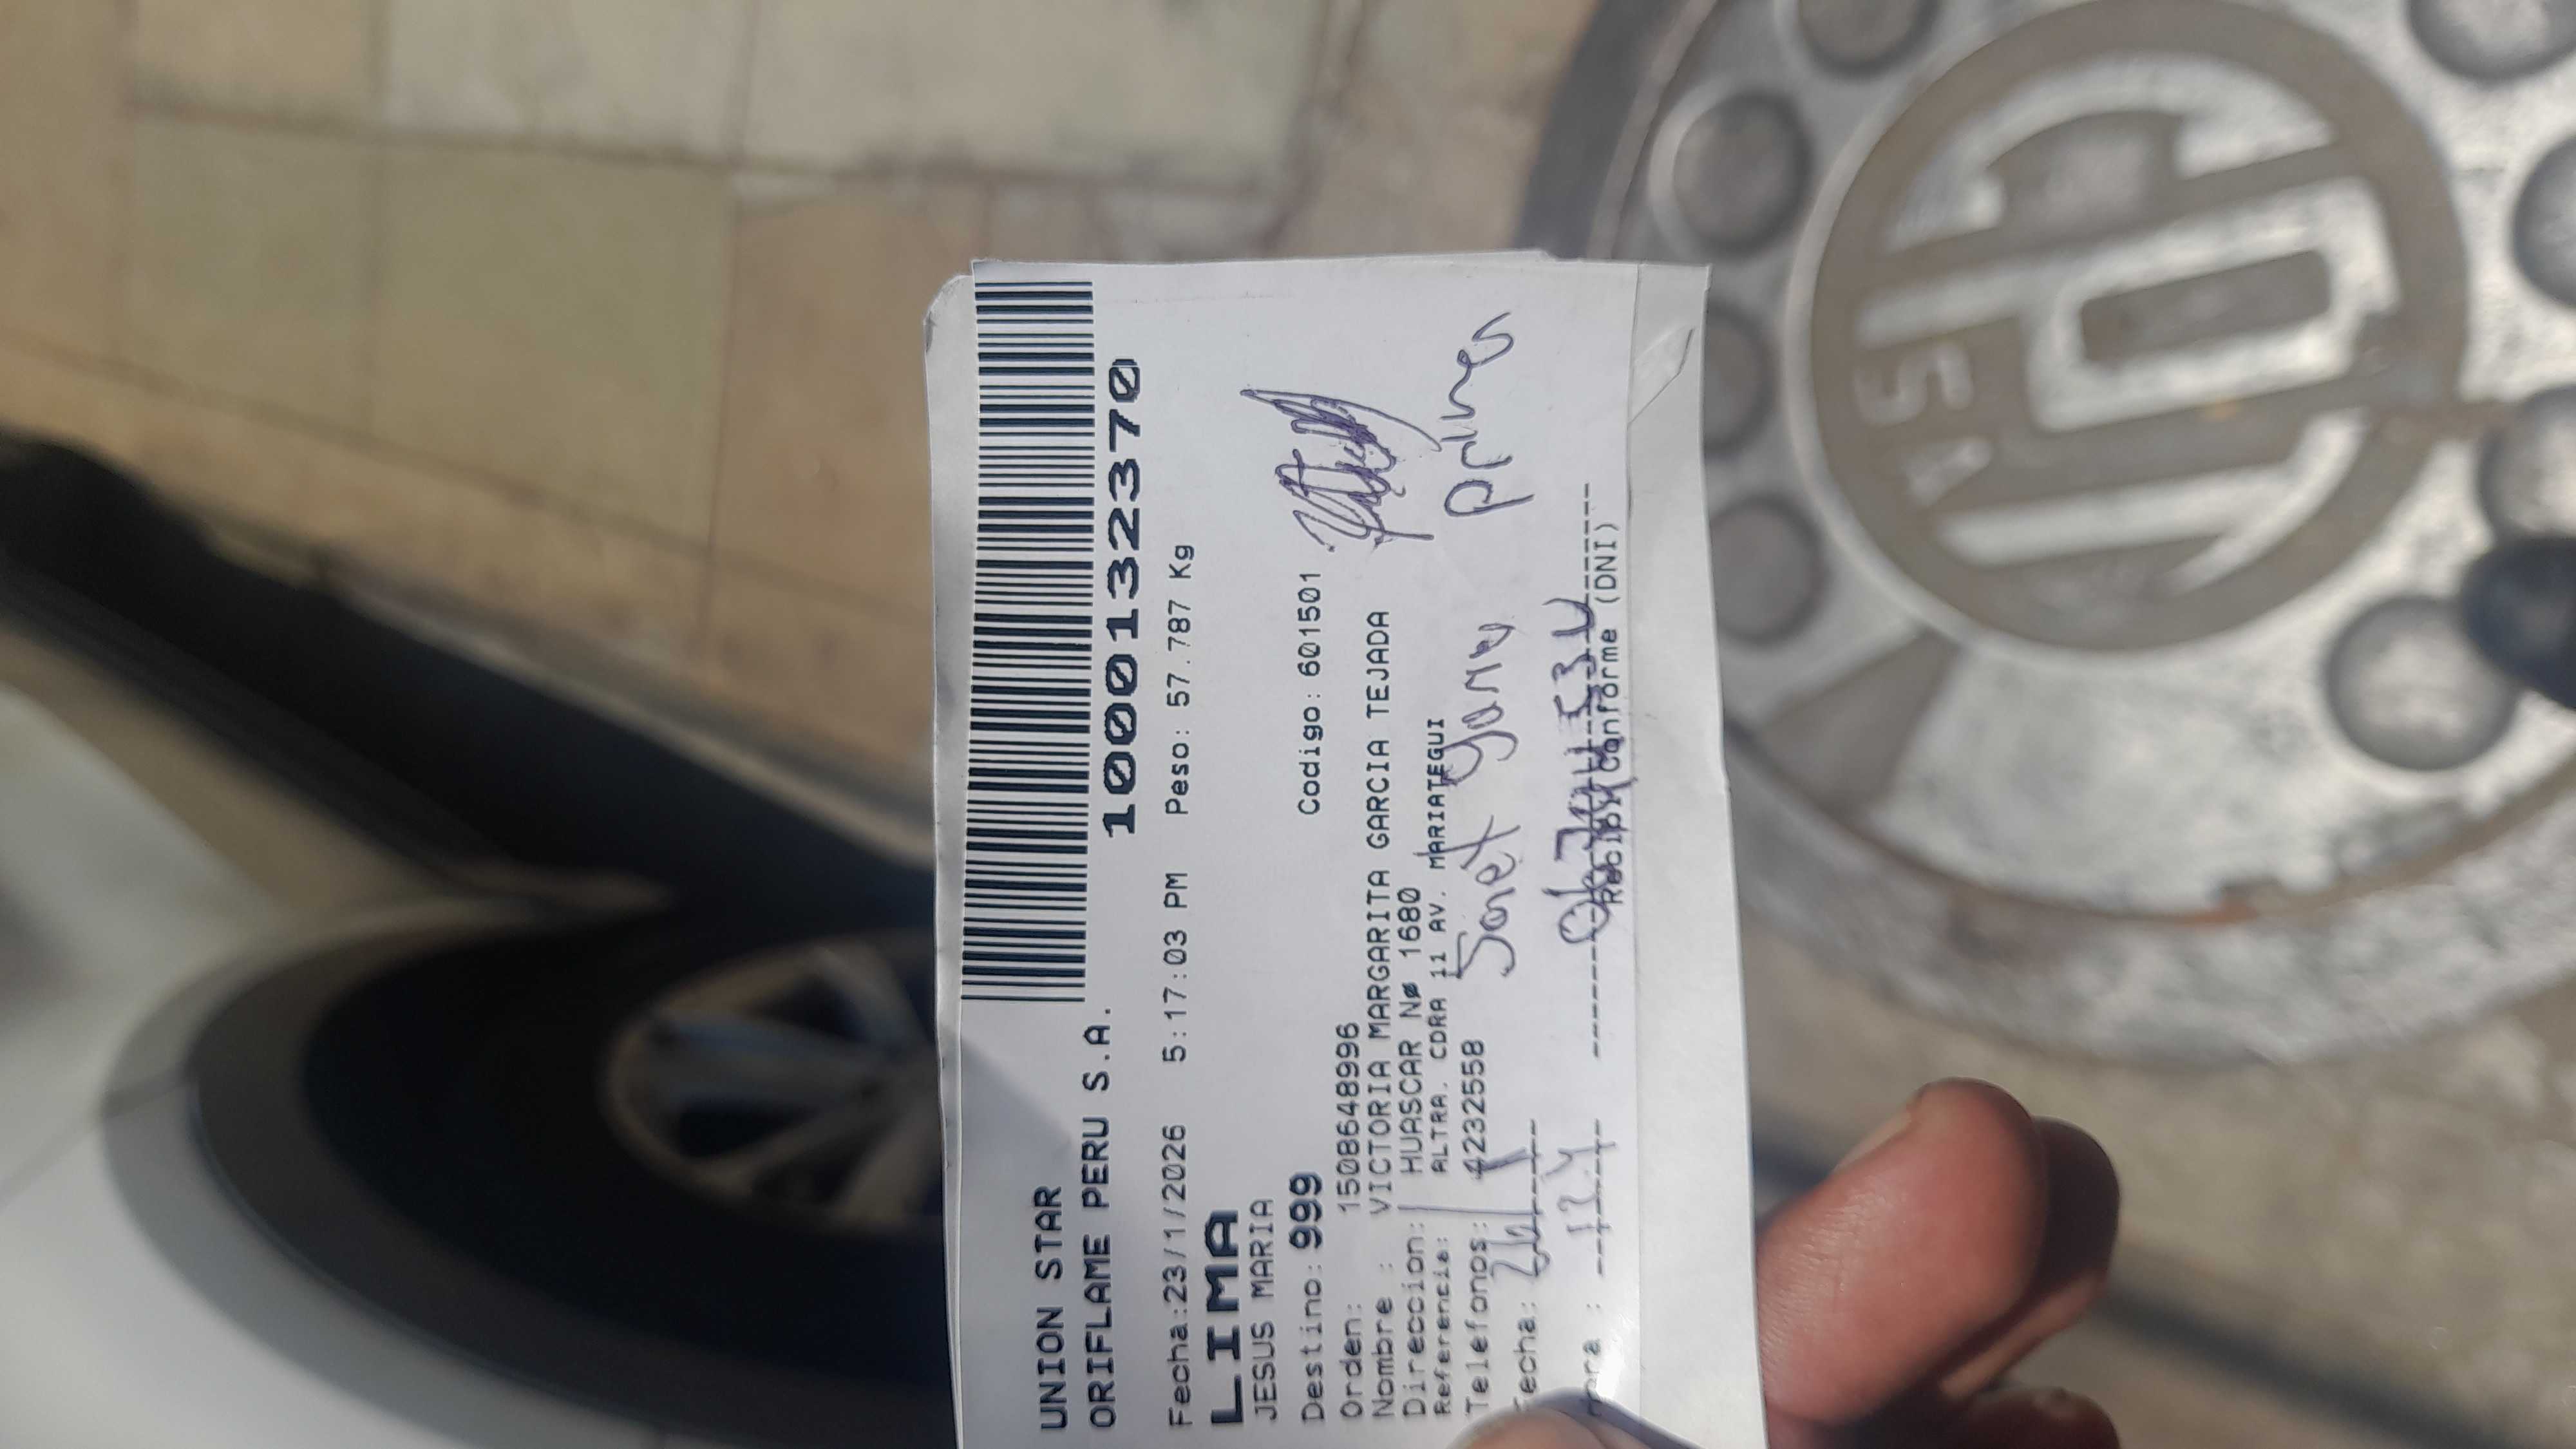 UNION STAR
ORIFLAME PERU S.A.
1000132370
Fecha:23/1/2026 5:17:03 PM Peso: 57.787 Kg
LIMA
JESUS MARIA
Destino: 999 Codigo: 601501
Orden: 1508648996
Nombre : VICTORIA MARGARITA GARCIA TEJADA
Direccion: HUASCAR Nø 1680
Referencia: ALTRA. CDRA 11 AV. MARIATEGUI
Telefonos: 4232558
Janet
Fecha:
Recibi Conforme (DNI)